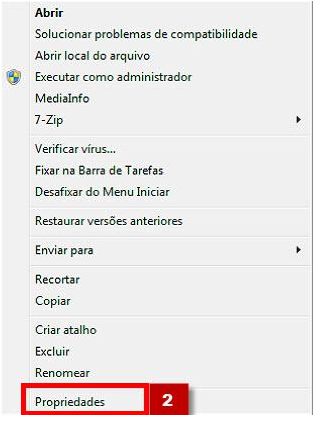 Abrir
Solucionar problemas de compatibilidade
Abrir local do arquivo
Executar como administrador
MediaInfo
7-Zip
Verificar vírus...
Fixar na Barra de Tarefas
Desafixar do Menu Iniciar
Restaurar versões anteriores
Enviar para
Recortar
Copiar
Criar atalho
Excluir
Renomear
Propriedades 2